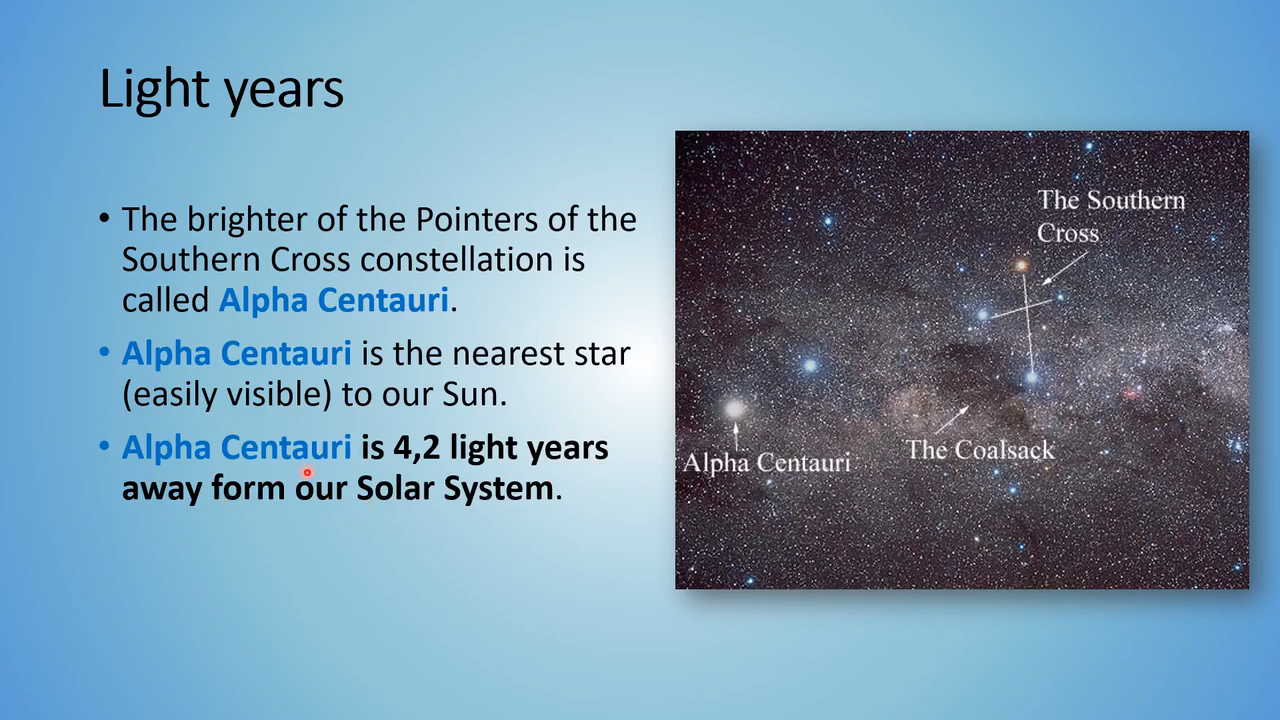 Light years
• The brighter of the Pointers of the
Southern Cross constellation is
called Alpha Centauri.
• Alpha Centauri is the nearest star
(easily visible) to our Sun.
• Alpha Centauri is 4,2 light years
away form our Solar System.
The Southern
Cross
The Coalsack
Alpha Centauri